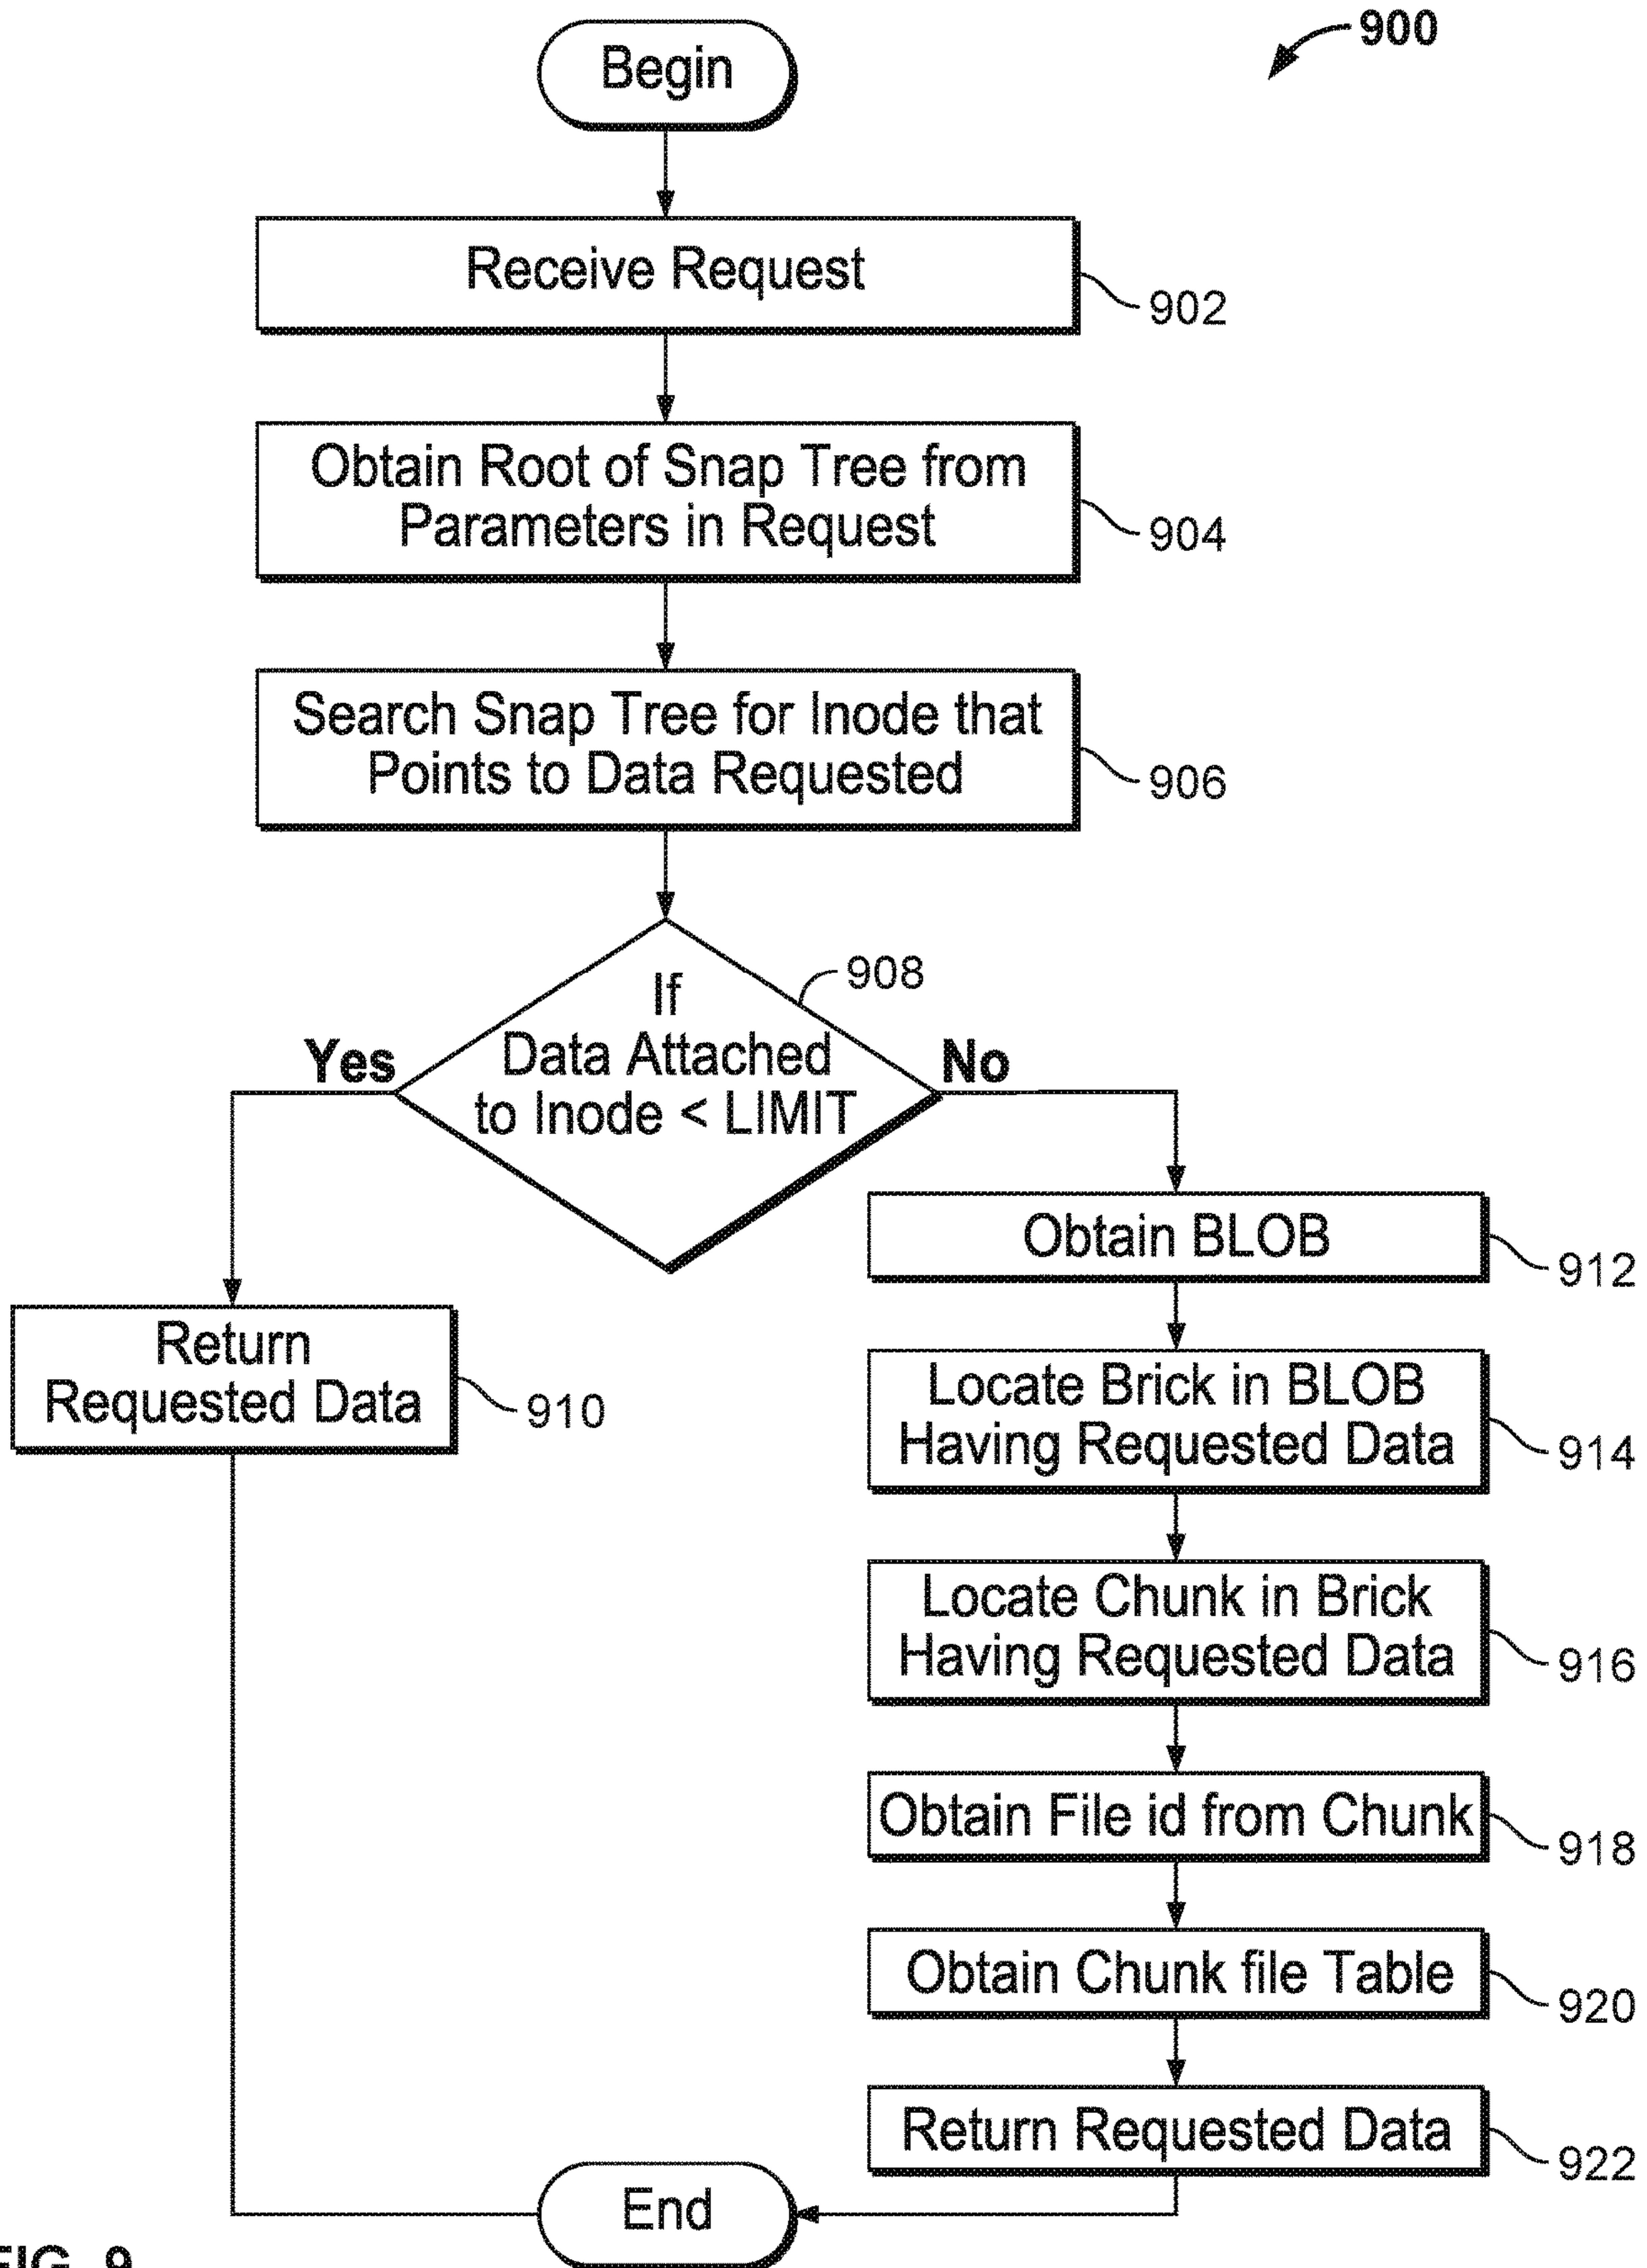 900
Begin
Receive Request
902
Obtain Root of Snap Tree from
Parameters in Request
904
Search Snap Tree for Inode that
Points to Data Requested
906
If
Data Attached
to Inode < LIMIT
908
Yes
No
Return
Requested Data
910
Obtain BLOB
912
Locate Brick in BLOB
Having Requested Data
914
Locate Chunk in Brick
Having Requested Data
916
Obtain File id from Chunk
918
Obtain Chunk file Table
920
Return Requested Data
922
End
FIG. 9